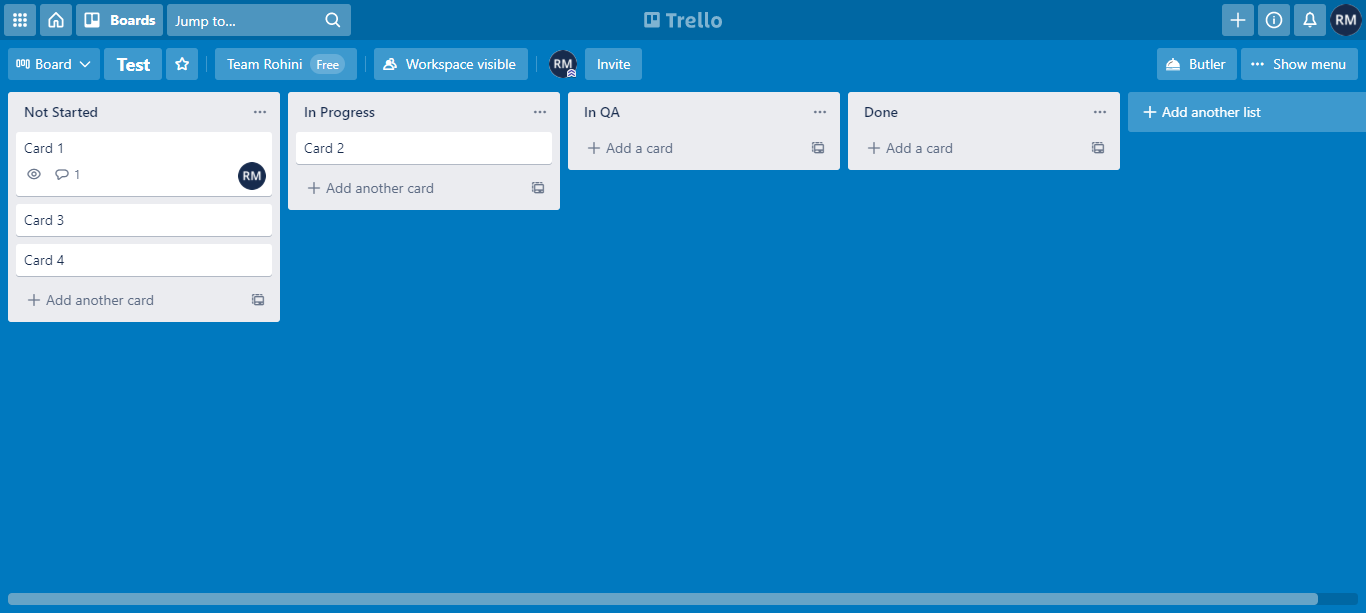 Boards
Jump to...
Trello
RM
Board
Test
Team Rohini Free
Workspace visible
RM
Invite
Butler
Show menu
Not Started
Card 1
1
RM
Card 3
Card 4
Add another card
In Progress
Card 2
Add another card
In QA
Add a card
Done
Add a card
Add another list